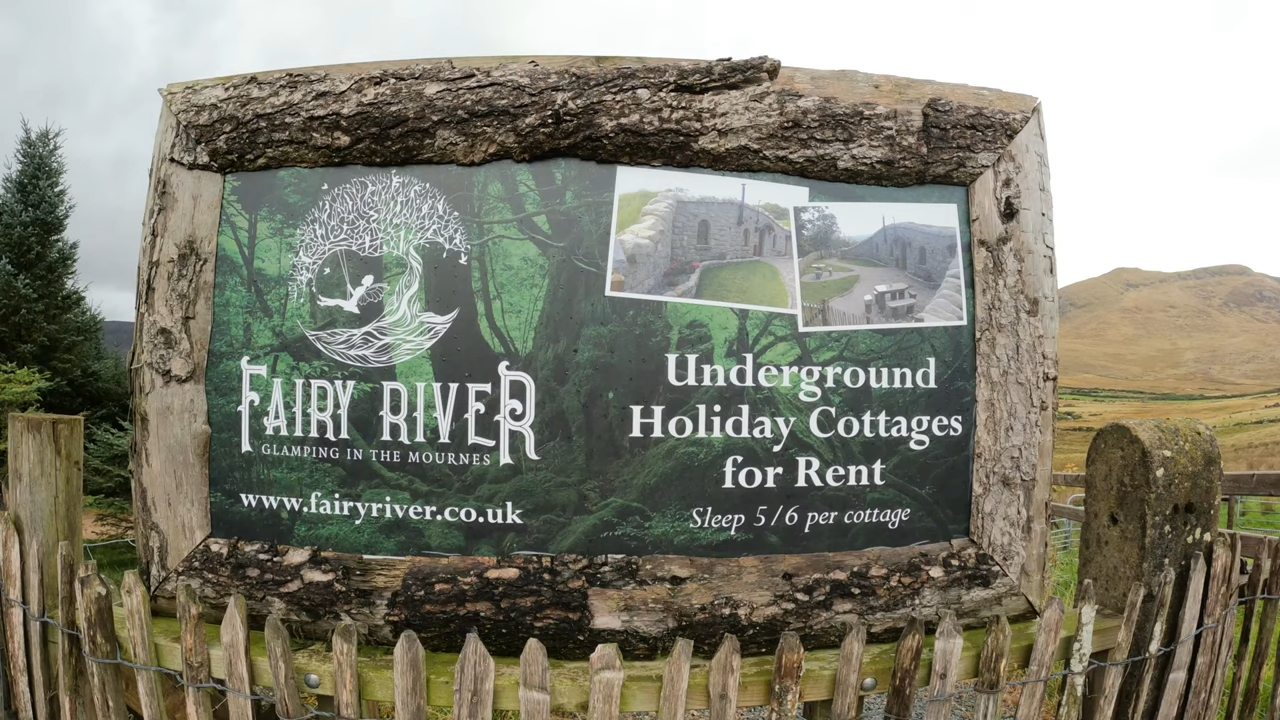 FAIRY RIVER
GLAMPING IN THE MOURNES
www.fairyriver.co.uk
Underground
Holiday Cottages
for Rent
Sleep 5/6 per cottage